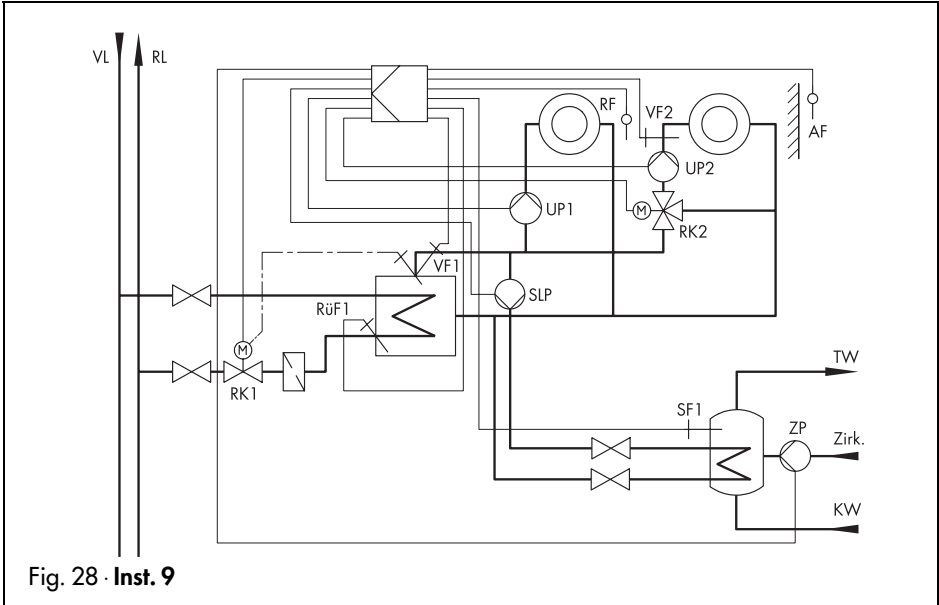 VL RL
RF VF2
AF
M UP2
UP1 RK2
VF1
SLP
RüF1
M
RK1
TW
SF1 ZP
Zirk.
KW
Fig. 28 · Inst. 9